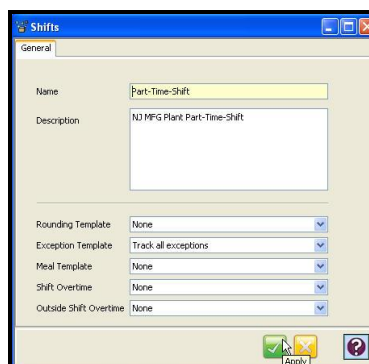 Shifts
General
Name Part-Time-Shift
Description NJ MFG Plant Part-Time-Shift
Rounding Template None
Exception Template Track all exceptions
Meal Template None
Shift Overtime None
Outside Shift Overtime None
?
Apply